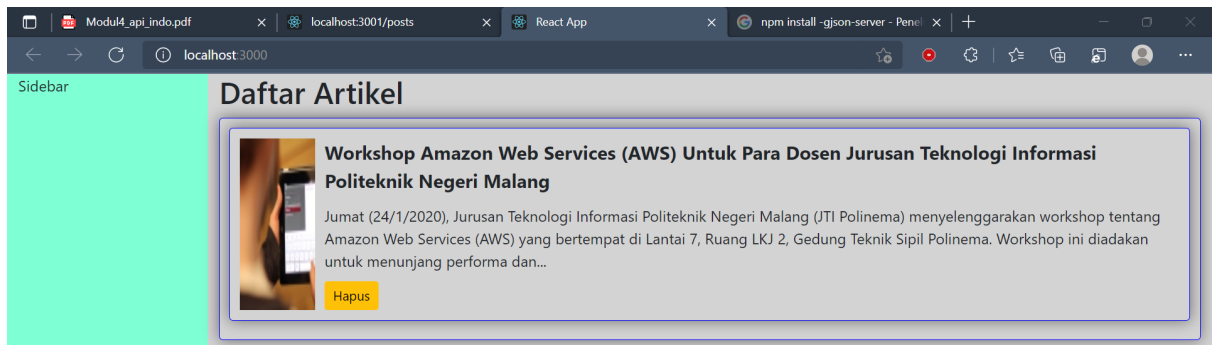 Modul4_api_indo.pdf
localhost:3001/posts
React App
npm install -gjson-server - Penel
localhost:3000
Sidebar
Daftar Artikel
Workshop Amazon Web Services (AWS) Untuk Para Dosen Jurusan Teknologi Informasi
Politeknik Negeri Malang
Jumat (24/1/2020), Jurusan Teknologi Informasi Politeknik Negeri Malang (JTI Polinema) menyelenggarakan workshop tentang
Amazon Web Services (AWS) yang bertempat di Lantai 7, Ruang LKJ 2, Gedung Teknik Sipil Polinema. Workshop ini diadakan
untuk menunjang performa dan...
Hapus